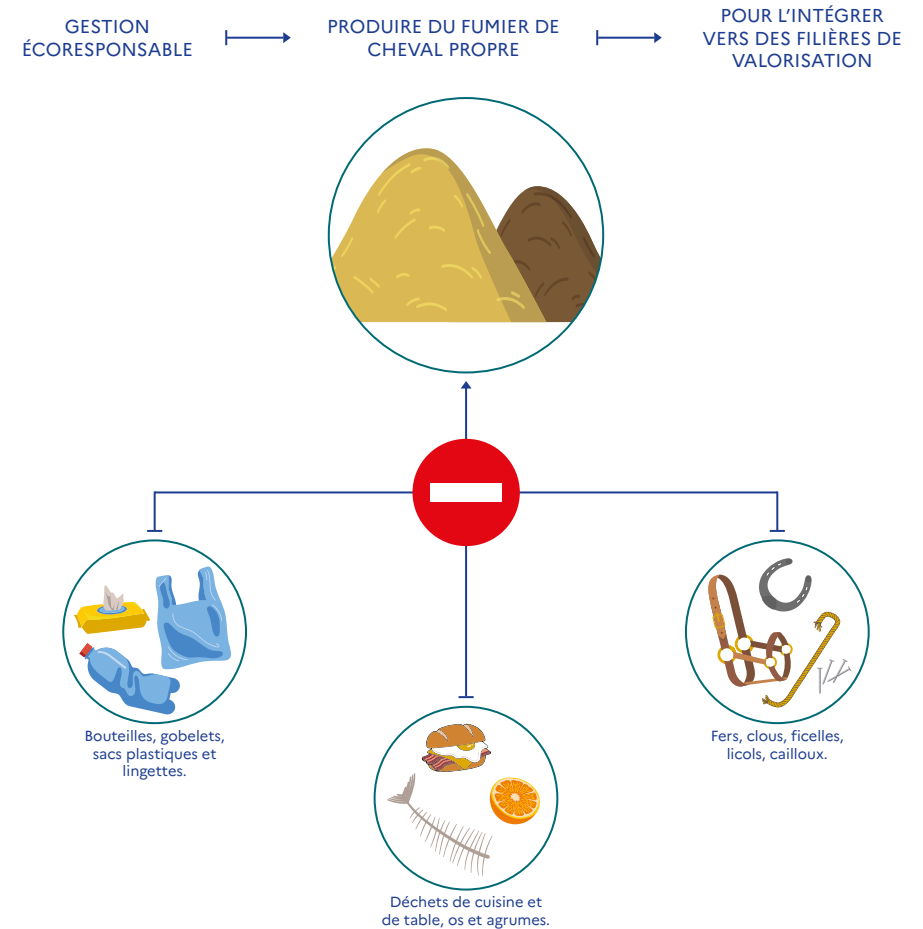 GESTION
ÉCORESPONSABLE
PRODUIRE DU FUMIER DE
CHEVAL PROPRE
POUR L’INTÉGRER
VERS DES FILIÈRES DE
VALORISATION
Bouteilles, gobelets,
sacs plastiques et
lingettes.
Déchets de cuisine et
de table, os et agrumes.
Fers, clous, ficelles,
licols, cailloux.